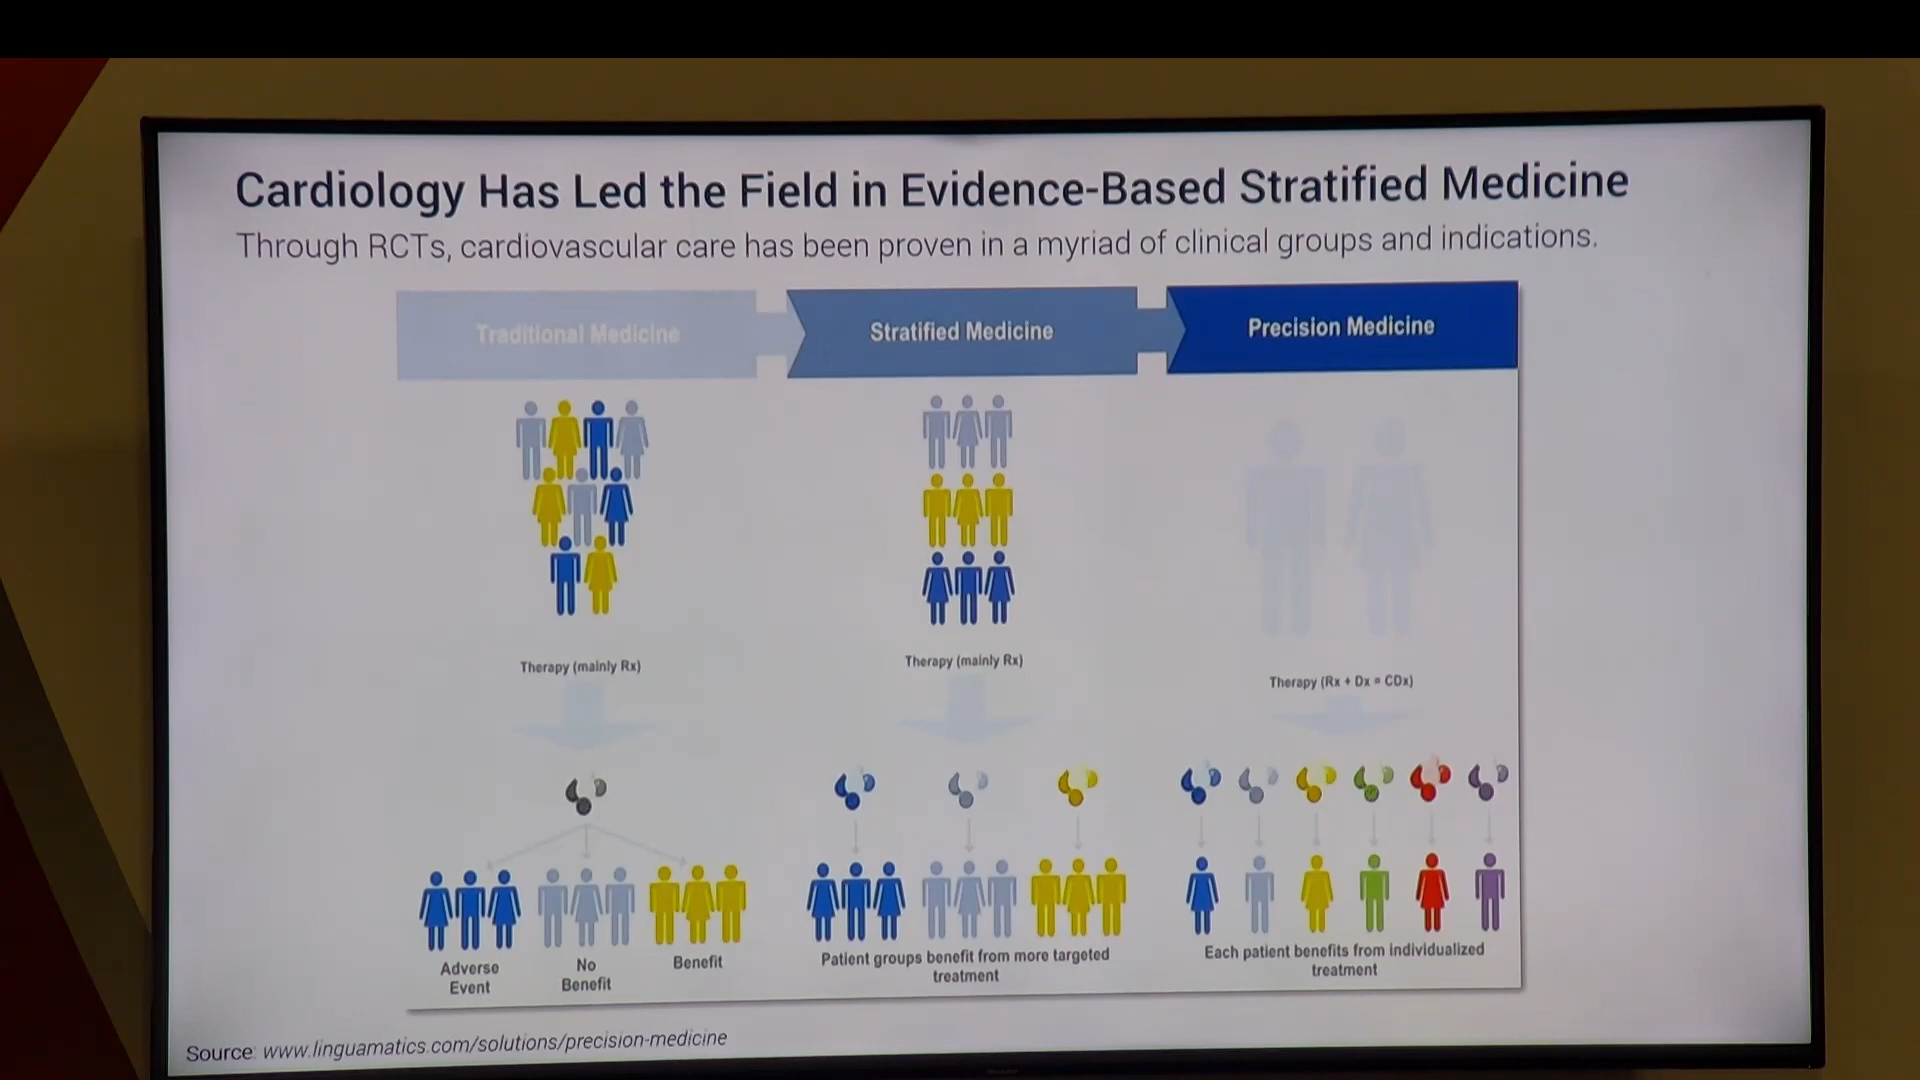 Cardiology Has Led the Field in Evidence-Based Stratified Medicine
Through RCTs, cardiovascular care has been proven in a myriad of clinical groups and indications.
Traditional Medicine
Stratified Medicine
Precision Medicine
Therapy (mainly Rx)
Therapy (mainly Rx)
Therapy (Rx + Dx = CDx)
Adverse
Event
No
Benefit
Benefit
Patient groups benefit from more targeted
treatment
Each patient benefits from individualized
treatment
Source: www.linguamatics.com/solutions/precision-medicine